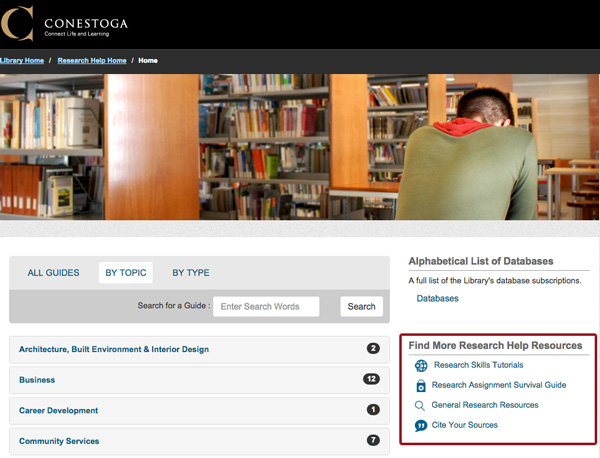 CONESTOGA
Connect Life and Learning
Library Home / Research Help Home / Home
ALL GUIDES BY TOPIC BY TYPE
Search for a Guide : Enter Search Words Search
Architecture, Built Environment & Interior Design 2
Business 12
Career Development 1
Community Services 7
Alphabetical List of Databases
A full list of the Library's database subscriptions.
Databases
Find More Research Help Resources
Research Skills Tutorials
Research Assignment Survival Guide
General Research Resources
Cite Your Sources